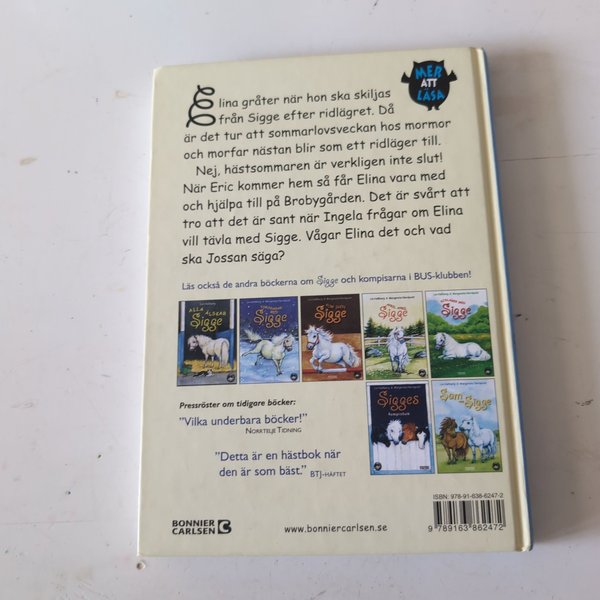 MER
ATT
LÄSA
Elina gråter när hon ska skiljas
från Sigge efter ridlägret. Då
är det tur att sommarlovsveckan hos mormor
och morfar nästan blir som ett ridläger till.
Nej, hästsommaren är verkligen inte slut!
När Eric kommer hem så får Elina vara med
och hjälpa till på Brobygården. Det är svårt att
tro att det är sant när Ingela frågar om Elina
vill tävla med Sigge. Vågar Elina det och vad
ska Jossan säga?
Läs också de andra böckerna om Sigge och kompisarna i BUS-klubben!
ALLA
ÄLSKAR
Sigge
Sigge
Sigge
Sigge
Sigge
Sigges
Sigge
Pressröster om tidigare böcker:
”Vilka underbara böcker!”
NORRTELJE TIDNING
”Detta är en hästbok när
den är som bäst.” BTJ-HÄFTET
ISBN: 978-91-638-6247-2
9 789163 862472
BONNIER
CARLSEN
www.bonniercarlsen.se